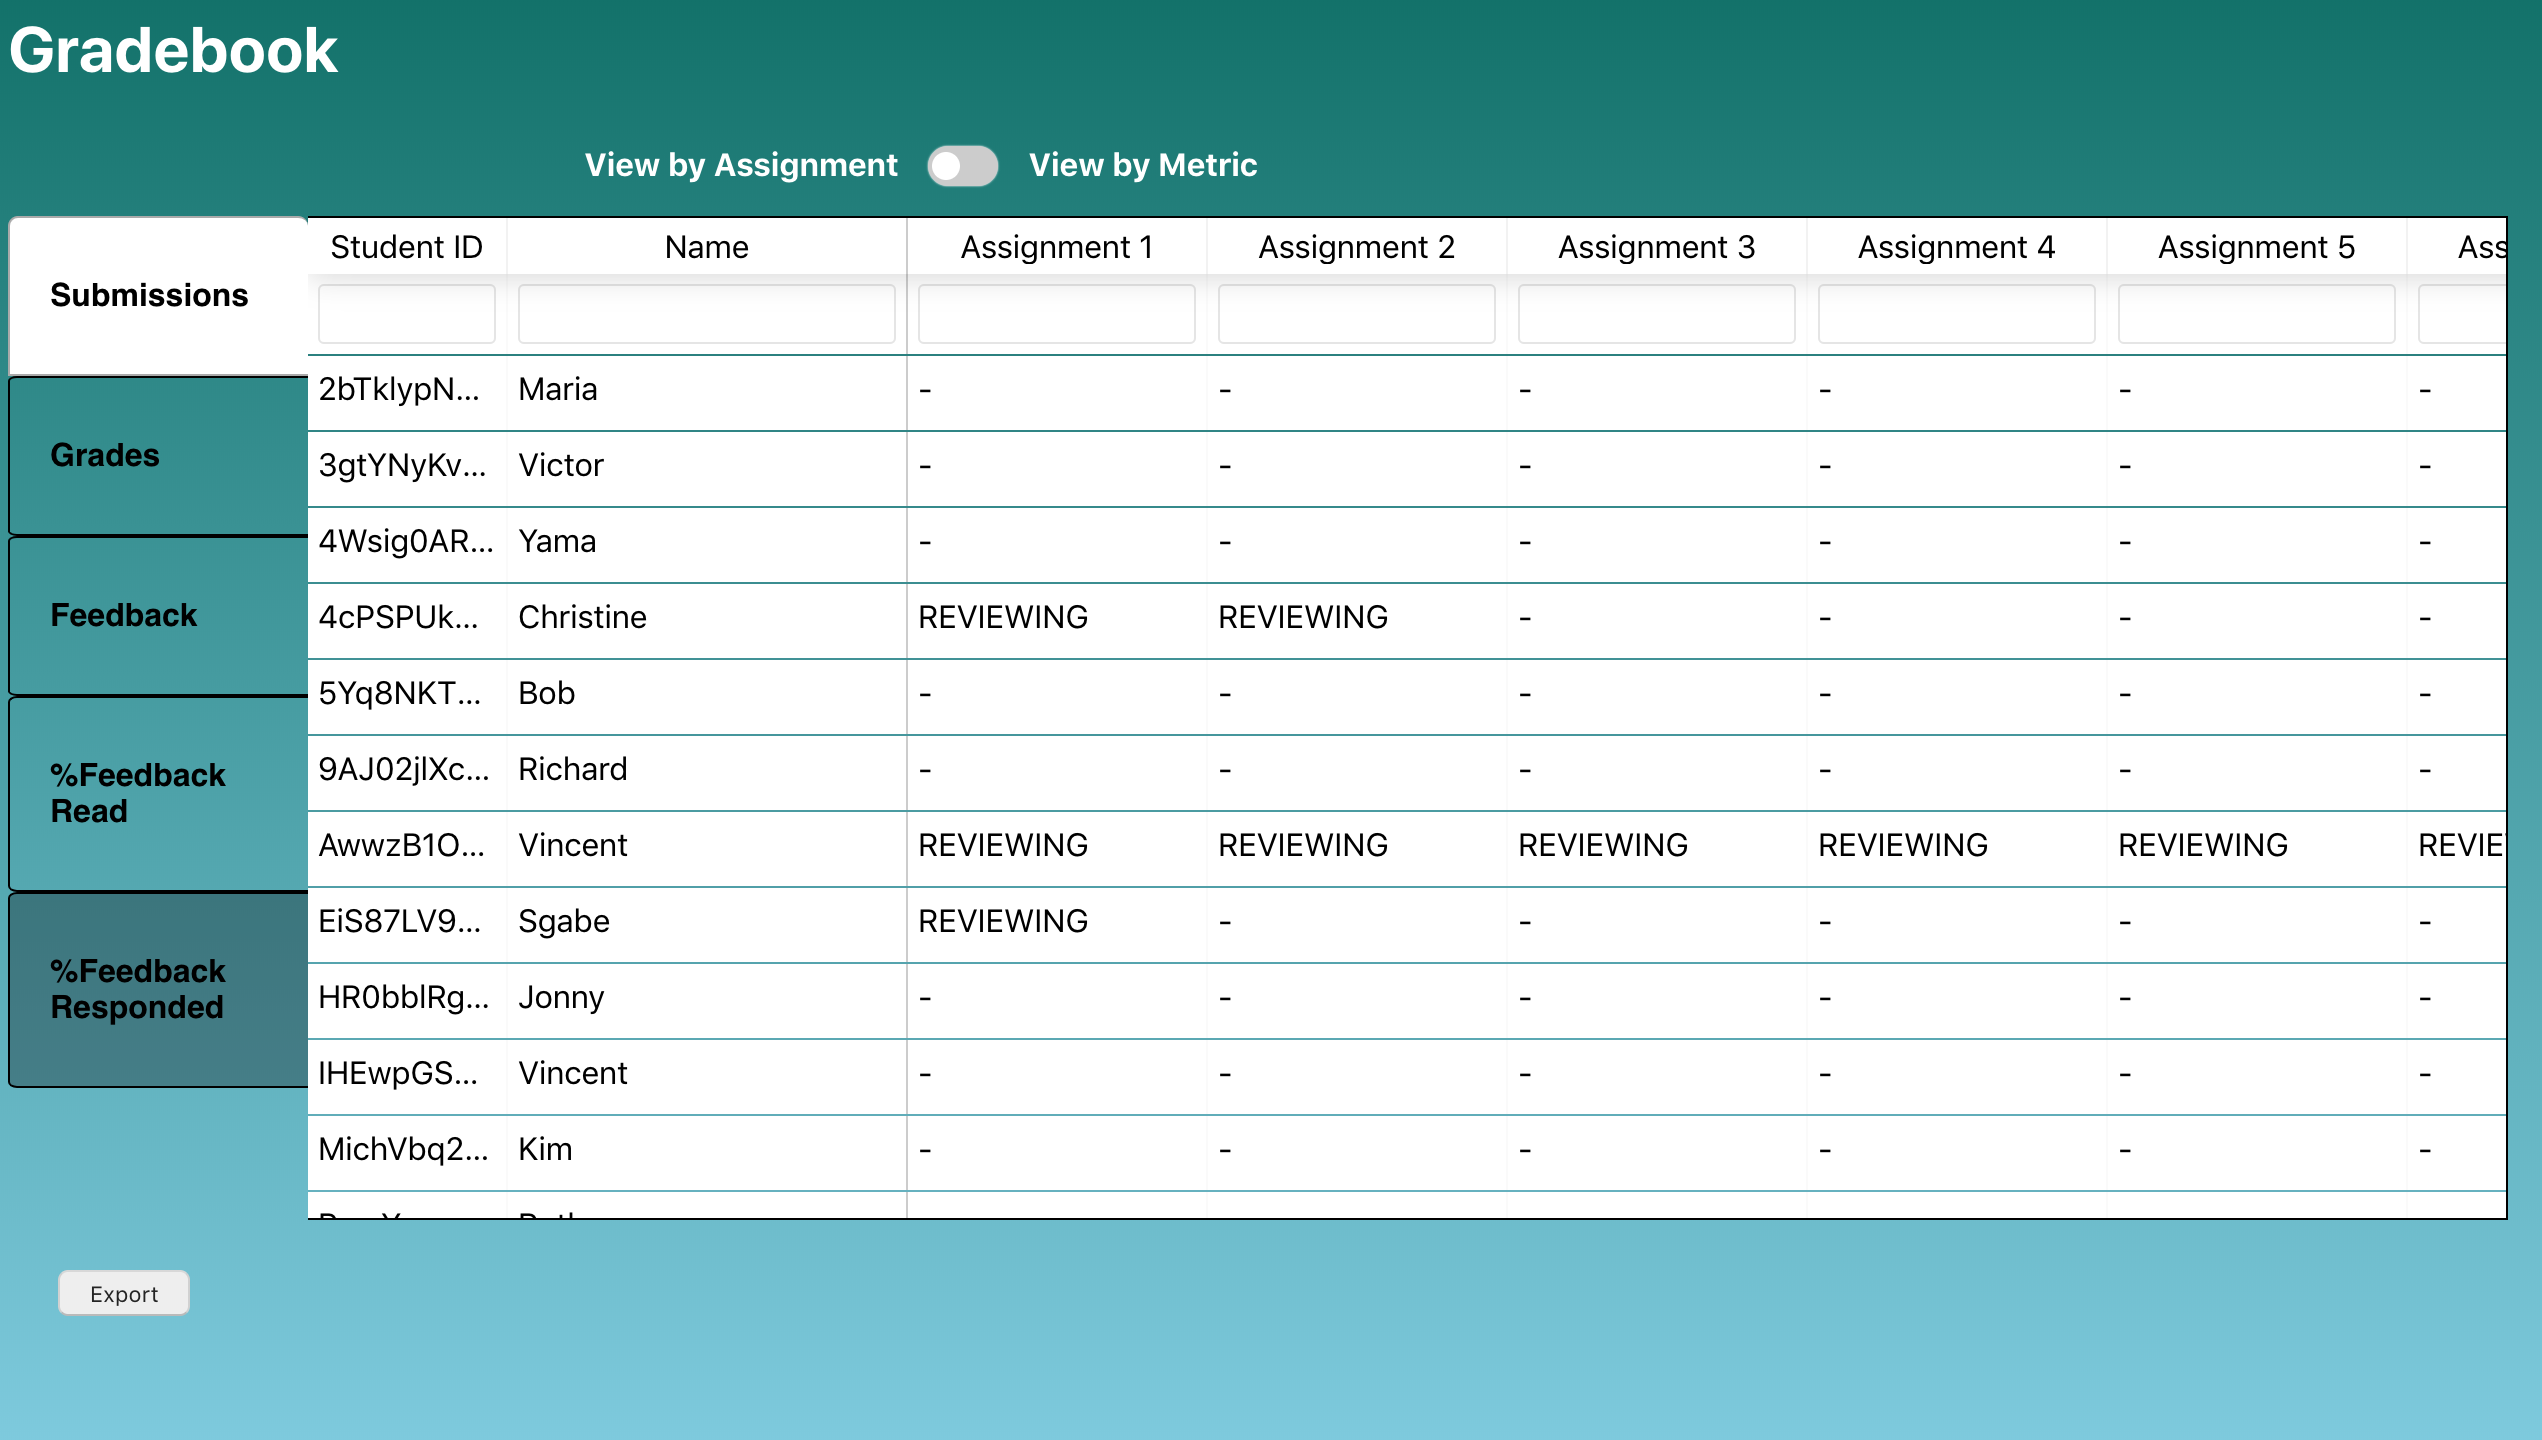 Gradebook
View by Assignment View by Metric
Submissions
Grades
Feedback
%Feedback
Read
%Feedback
Responded
Student ID Name Assignment 1 Assignment 2 Assignment 3 Assignment 4 Assignment 5 Ass
2bTklypN... Maria - - - - - -
3gtYNyKv... Victor - - - - - -
4Wsig0AR... Yama - - - - - -
4cPSPUk... Christine REVIEWING REVIEWING - - - -
5Yq8NKT... Bob - - - - - -
9AJ02jlXc... Richard - - - - - -
AwwzB1O... Vincent REVIEWING REVIEWING REVIEWING REVIEWING REVIEWING REVIE
EiS87LV9... Sgabe REVIEWING - - - - -
HR0bblRg... Jonny - - - - - -
IHEwpGS... Vincent - - - - - -
MichVbq2... Kim - - - - - -
Export